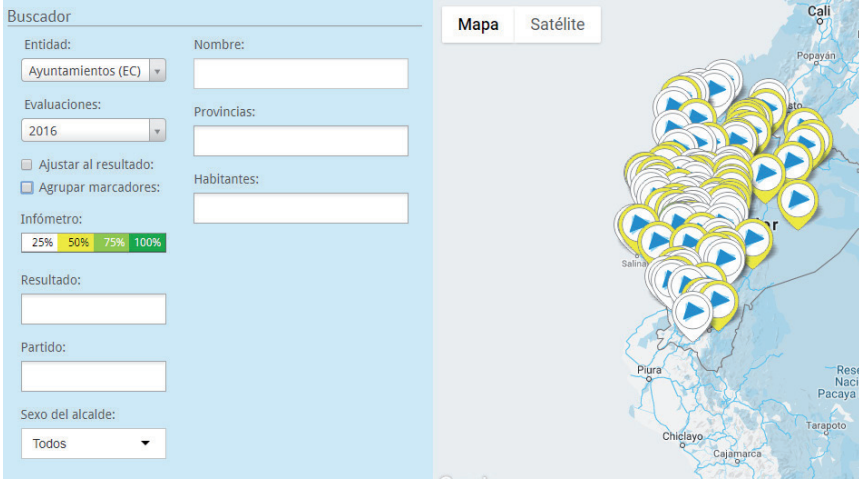 Buscador
Entidad:
Ayuntamientos (EC)
Nombre:
Evaluaciones:
2016
Provincias:
Ajustar al resultado:
Agrupar marcadores:
Habitantes:
Infómetro:
25% 50% 75% 100%
Resultado:
Partido:
Sexo del alcalde:
Todos
Mapa Satélite
Cali
Popayán
Piura
Chiclayo
Cajamarca
Tarapoto
Pacaya